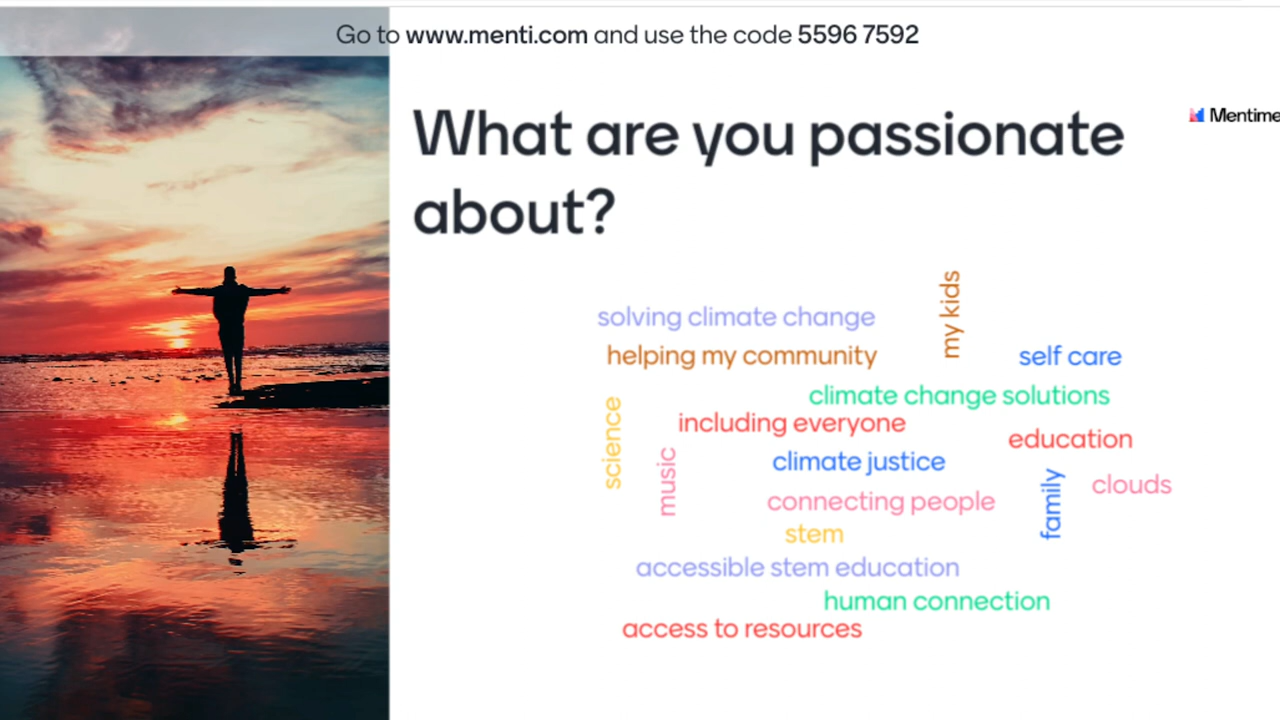 Go to www.menti.com and use the code 5596 7592
Mentime
What are you passionate
about?
my kids
solving climate change
helping my community
self care
climate change solutions
science
including everyone
education
music
climate justice
family
clouds
connecting people
stem
accessible stem education
human connection
access to resources